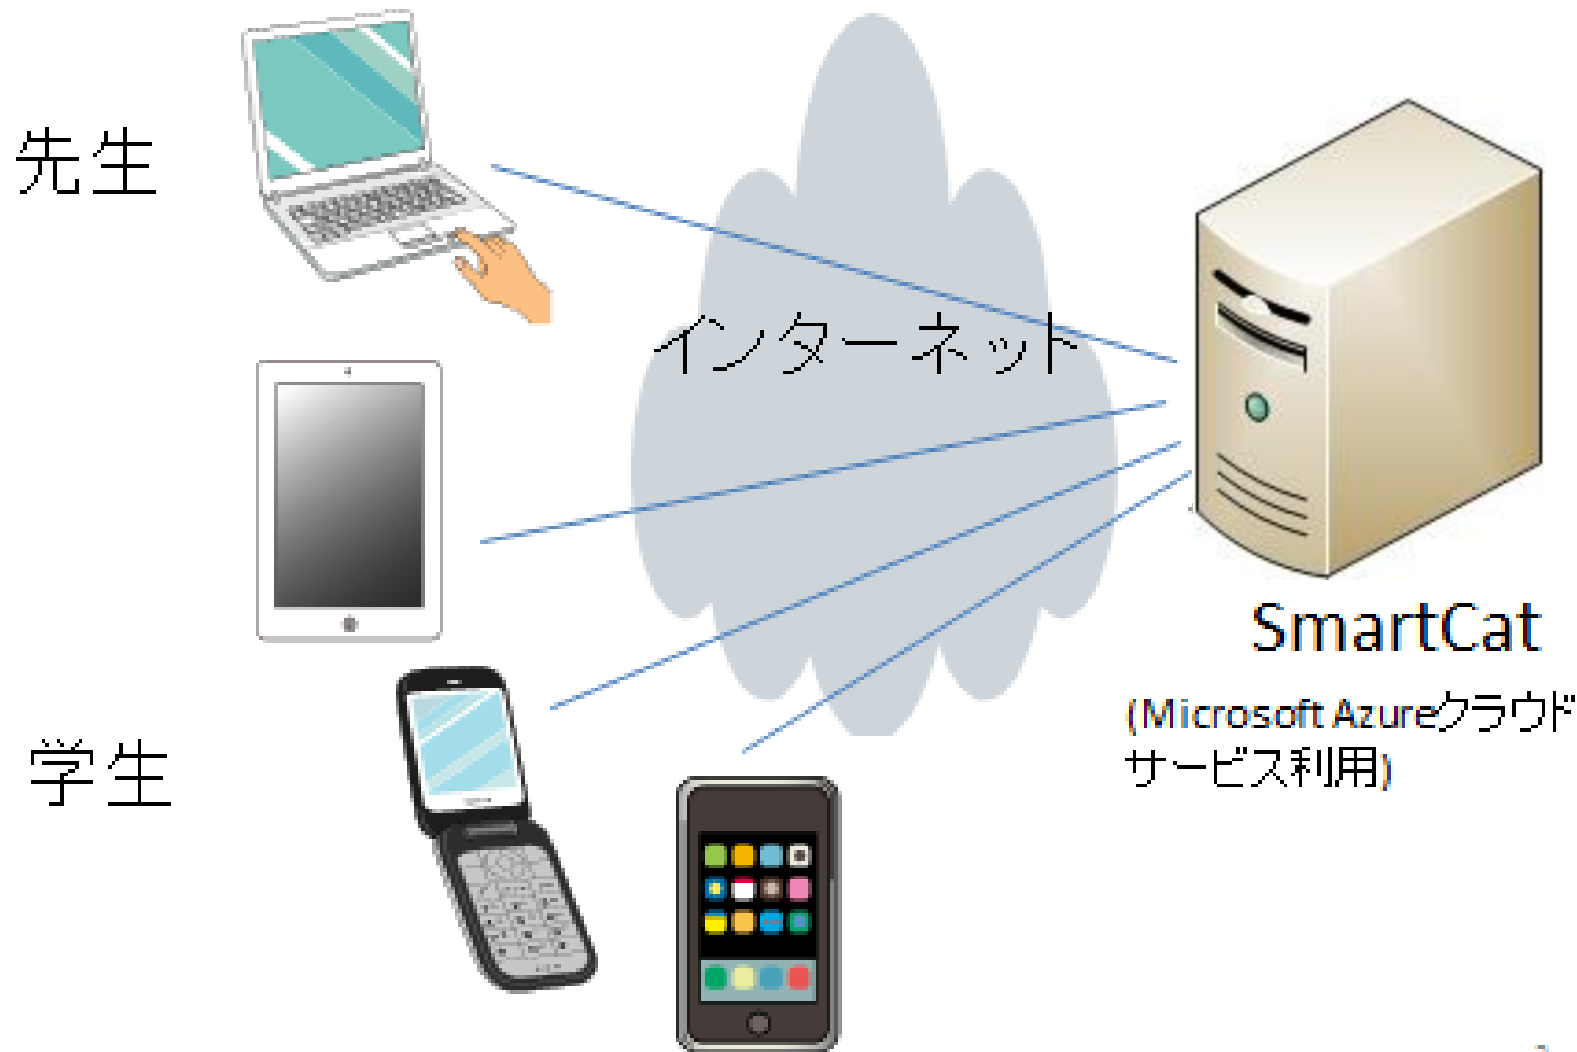 先生
インターネット
SmartCat
(Microsoft Azureクラウド
サービス利用)
学生